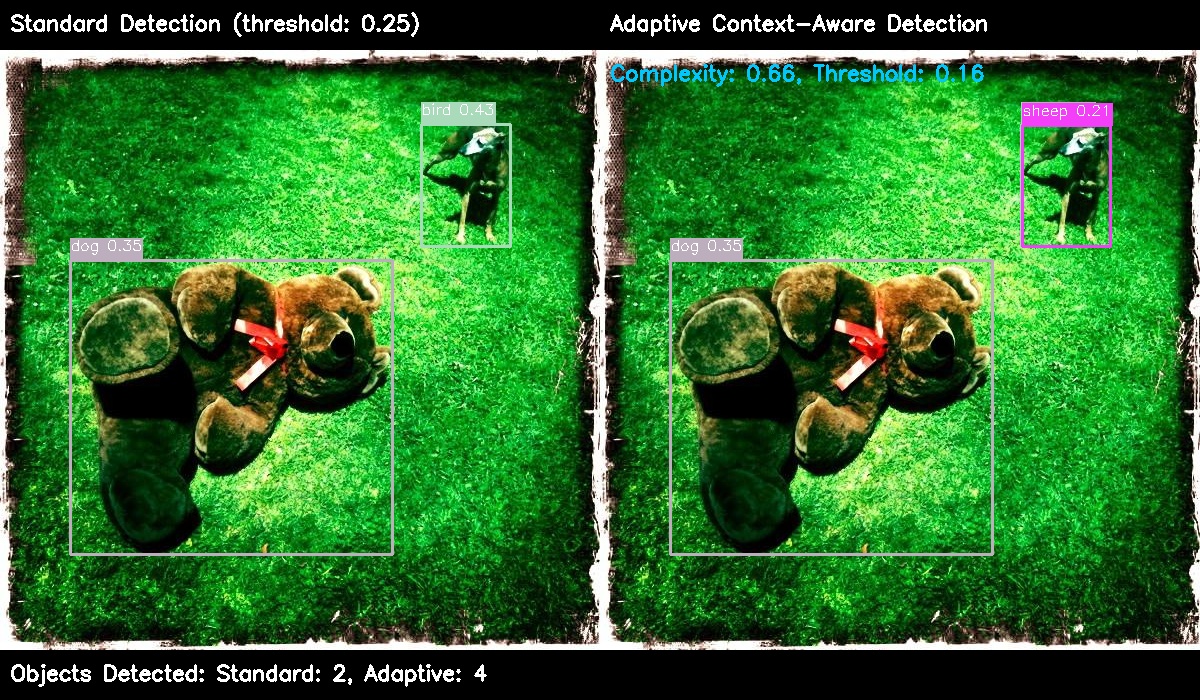 Standard Detection (threshold: 0.25)
Adaptive Context-Aware Detection
Complexity: 0.66, Threshold: 0.16
bird 0.43
sheep 0.21
dog 0.35
dog 0.35
Objects Detected: Standard: 2, Adaptive: 4